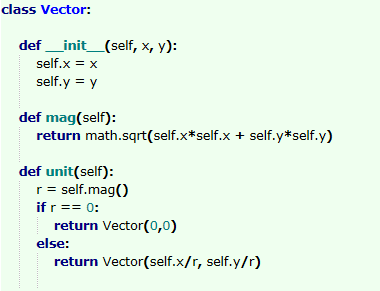 class Vector:
def __init__(self, x, y):
self.x = x
self.y = y
def mag(self):
return math.sqrt(self.x*self.x + self.y*self.y)
def unit(self):
r = self.mag()
if r == 0:
return Vector(0,0)
else:
return Vector(self.x/r, self.y/r)